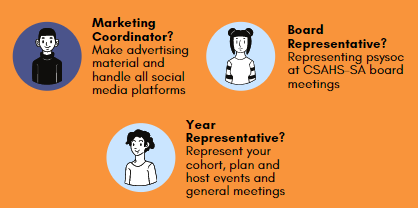 Marketing
Coordinator?
Make advertising
material and
handle all social
media platforms
Board
Representative?
Representing psysoc
at CSAHS-SA board
meetings
Year
Representative?
Represent your
cohort, plan and
host events and
general meetings